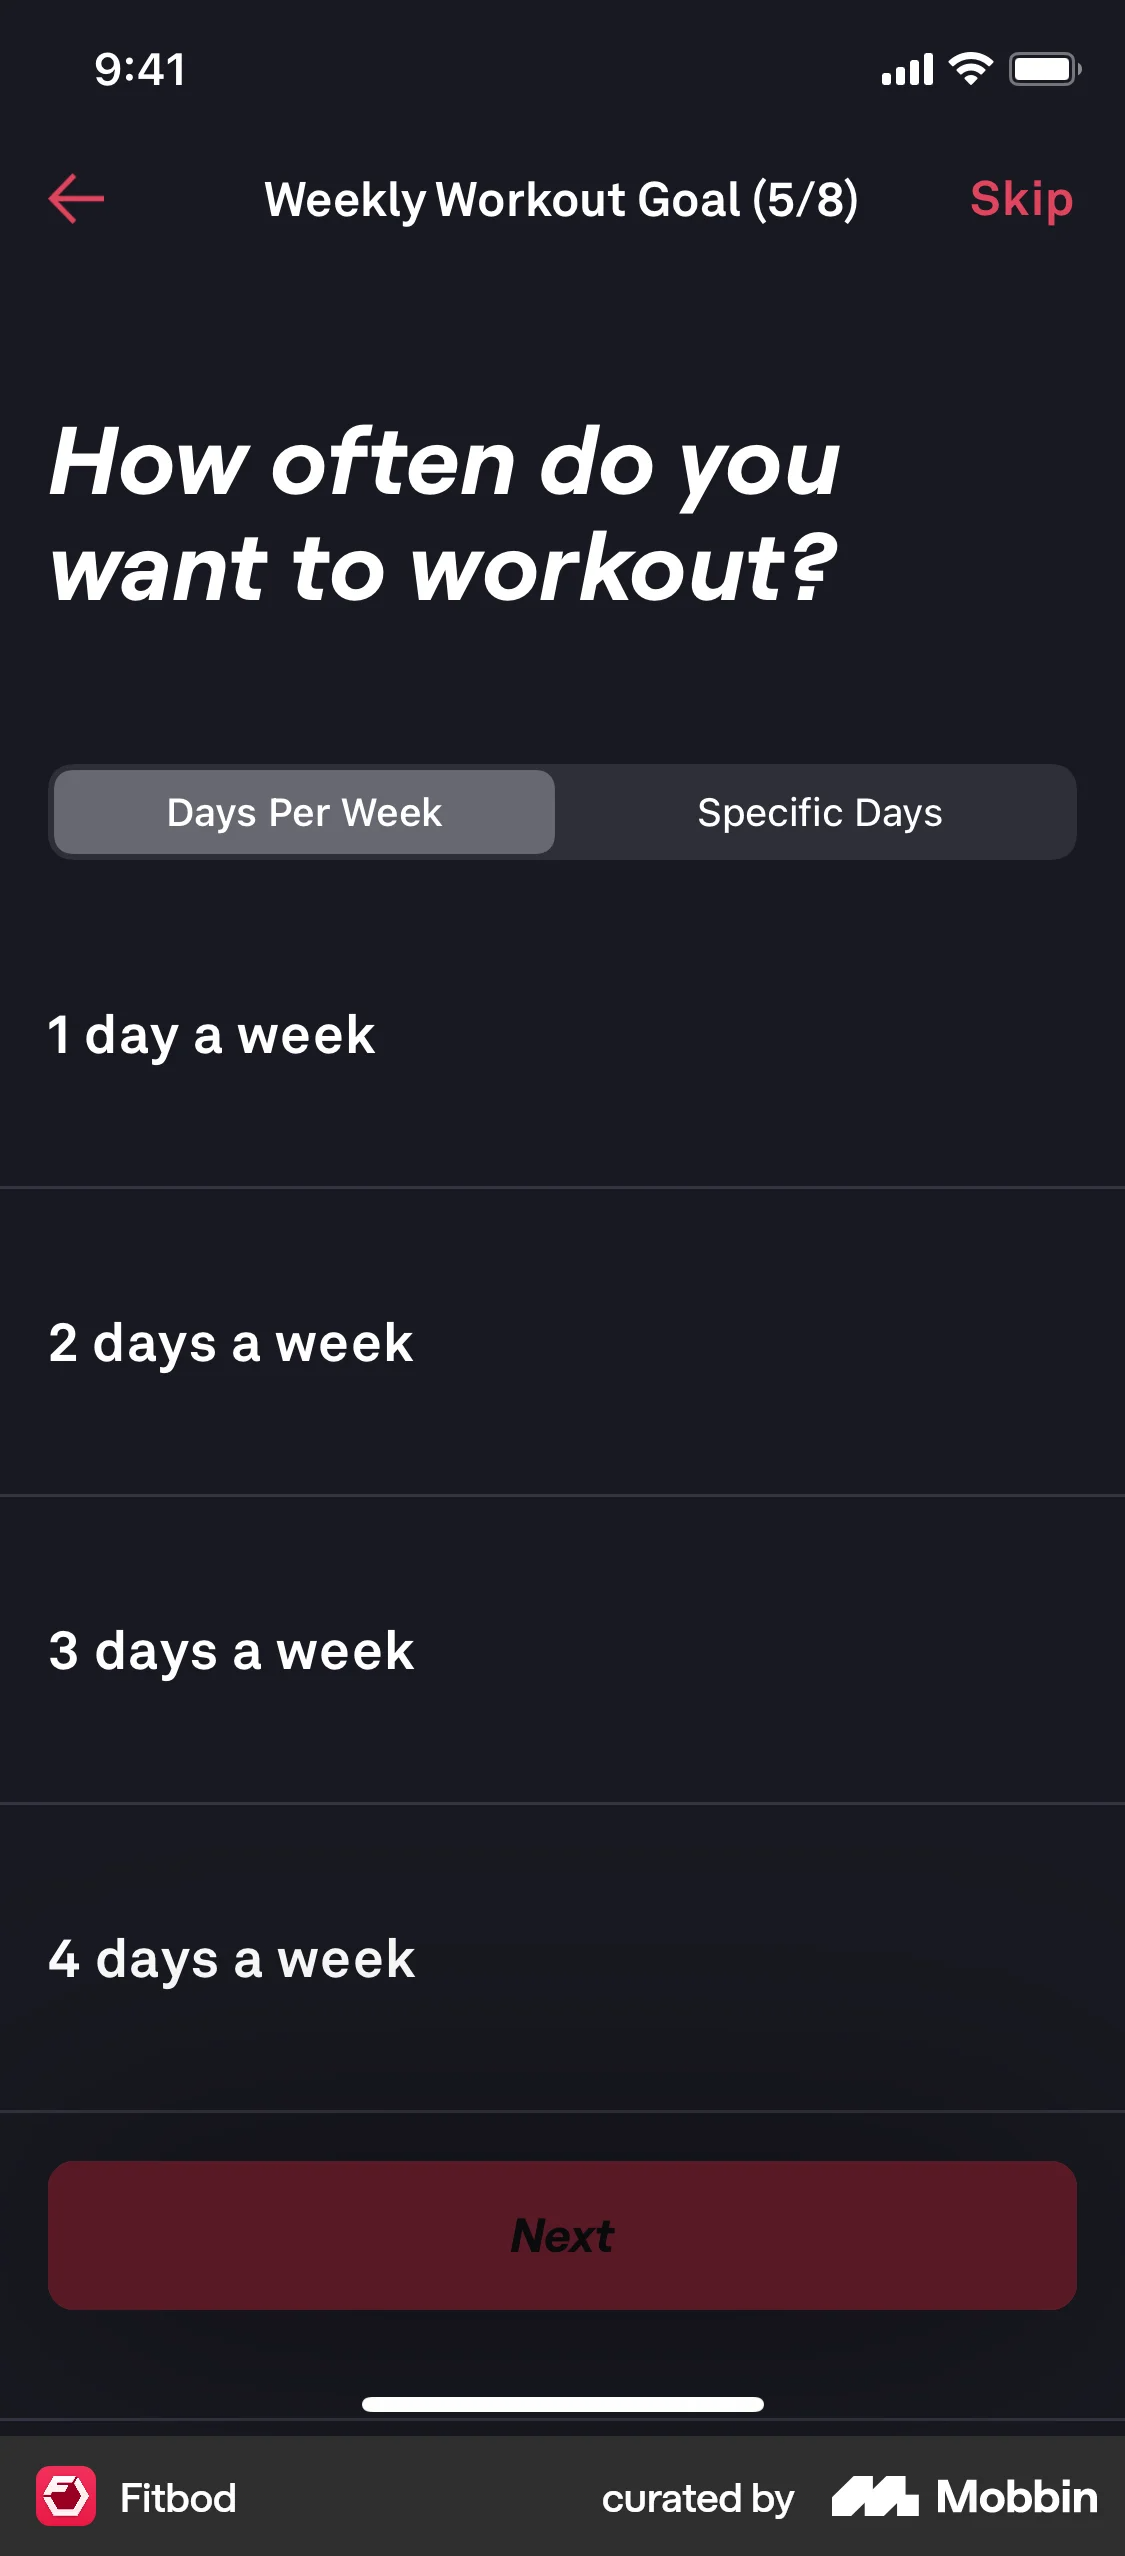 9:41
Weekly Workout Goal (5/8)
Skip
How often do you
want to workout?
Days Per Week
Specific Days
1 day a week
2 days a week
3 days a week
4 days a week
Next
Fitbod
curated by
Mobbin